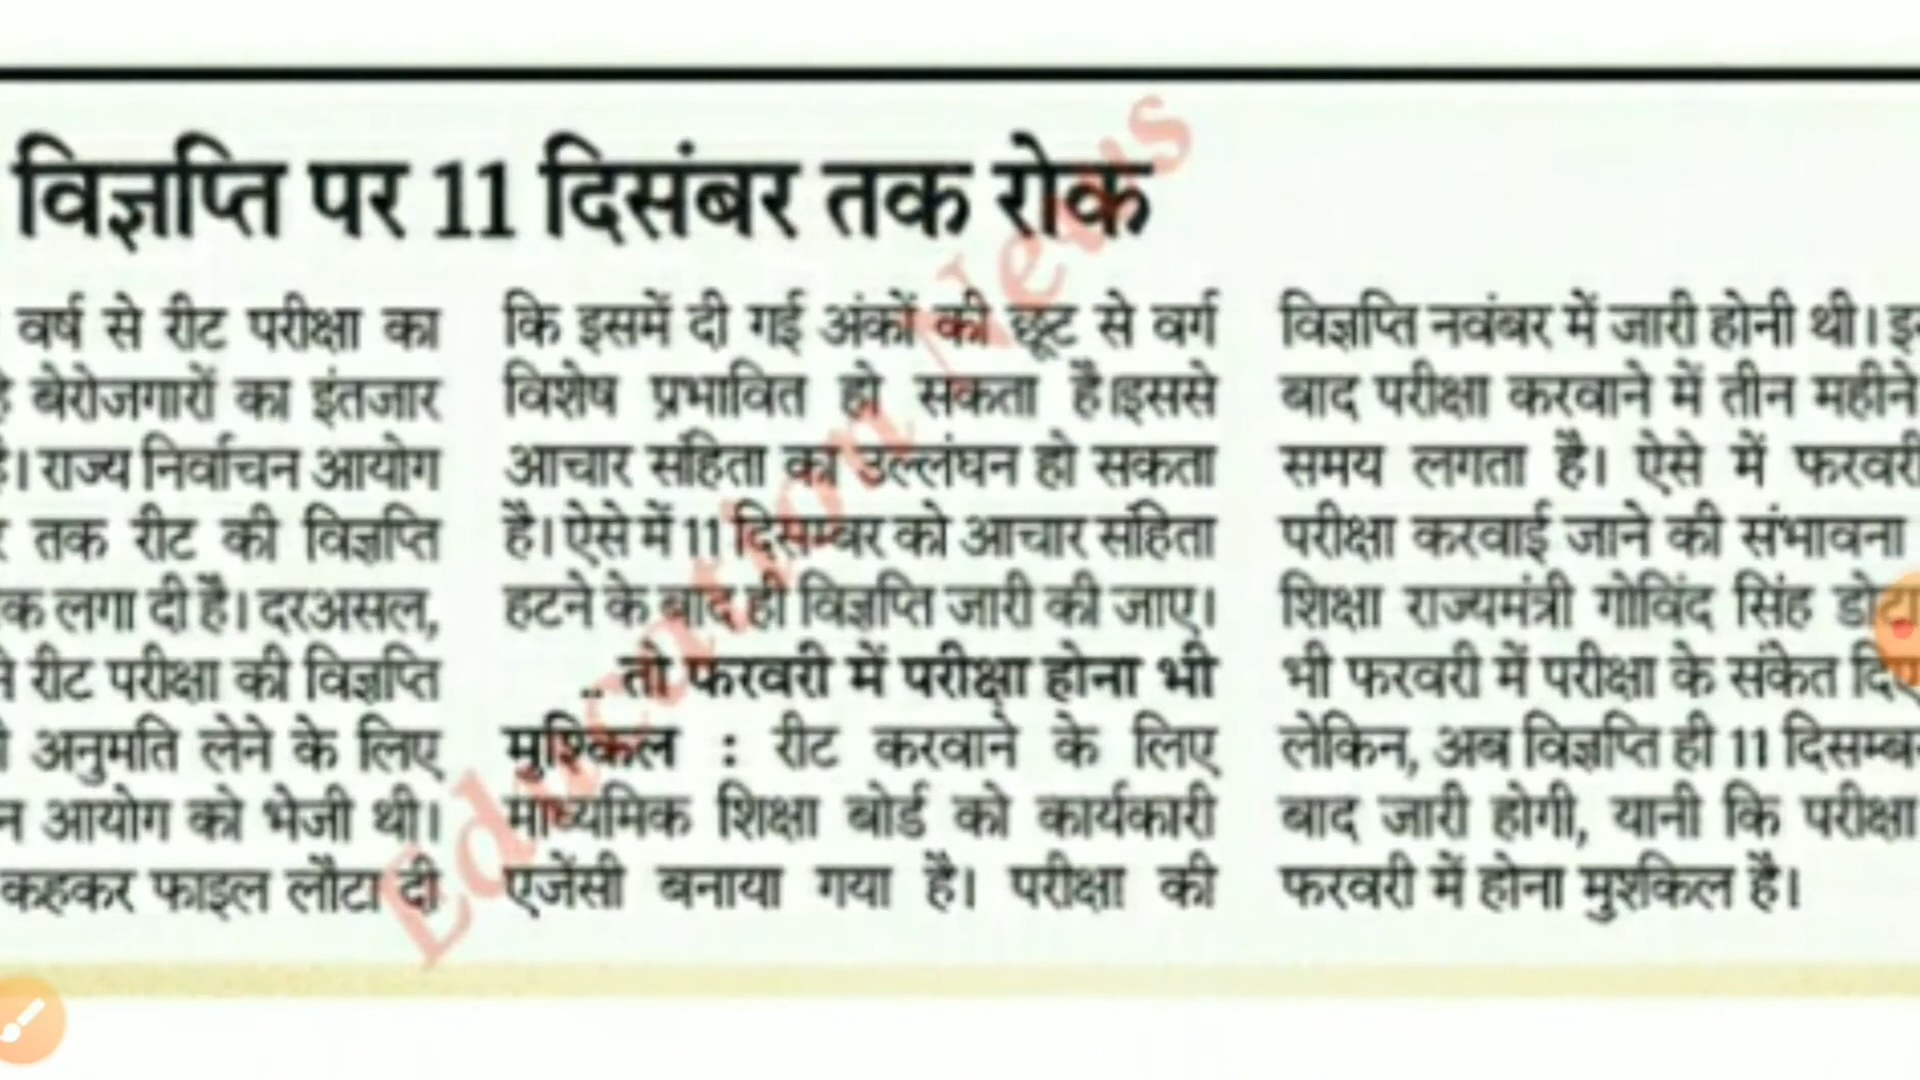 विज्ञप्ति पर 11 दिसंबर तक रोक
वर्ष से रीट परीक्षा का
बेरोजगारों का इंतजार
है। राज्य निर्वाचन आयोग
तक रीट की विज्ञप्ति
लगा दी है। दरअसल,
रीट परीक्षा की विज्ञप्ति
अनुमति लेने के लिए
आयोग को भेजी थी।
कहकर फाइल लौटा दी
कि इसमें दी गई अंकों की छूट से वर्ग
विशेष प्रभावित हो सकता है।इससे
आचार संहिता का उल्लंघन हो सकता
है। ऐसे में 11 दिसम्बर को आचार संहिता
हटने के बाद ही विज्ञप्ति जारी की जाए।
.. तो फरवरी में परीक्षा होना भी
मुश्किल : रीट करवाने के लिए
माध्यमिक शिक्षा बोर्ड को कार्यकारी
एजेंसी बनाया गया है। परीक्षा की
विज्ञप्ति नवंबर में जारी होनी थी।
बाद परीक्षा करवाने में तीन महीने
समय लगता है। ऐसे में फरवरी
परीक्षा करवाई जाने की संभावना
शिक्षा राज्यमंत्री गोविंद सिंह
भी फरवरी में परीक्षा के संकेत
लेकिन, अब विज्ञप्ति ही 11
बाद जारी होगी, यानी कि परीक्षा
फरवरी में होना मुश्किल है।
Education News